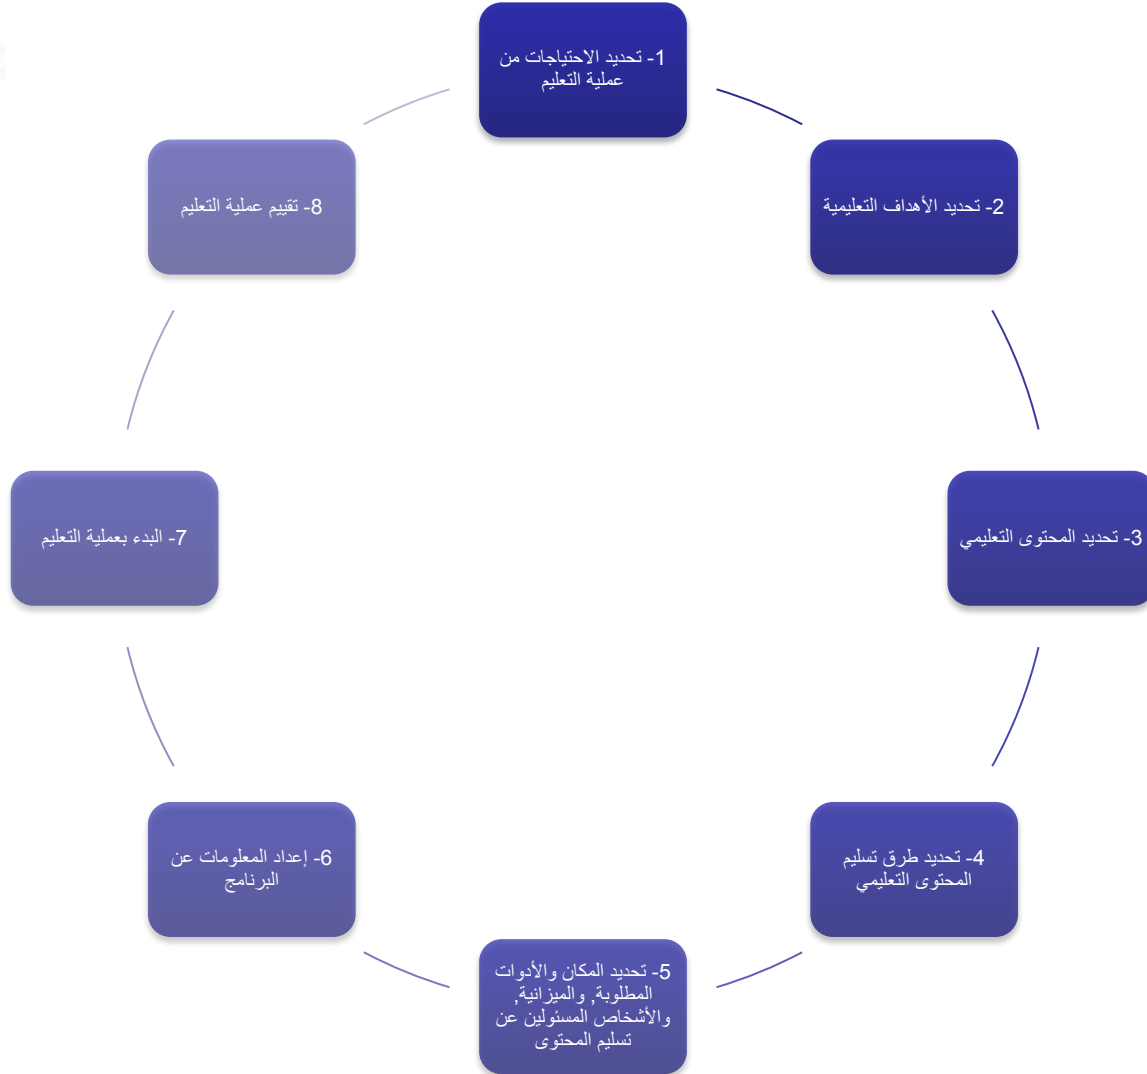 1- تحديد الاحتياجات من
عملية التعليم
2- تحديد الأهداف التعليمية
3- تحديد المحتوى التعليمي
4- تحديد طرق تسليم
المحتوى التعليمي
5- تحديد المكان والأدوات
المطلوبة, والميزانية,
والأشخاص المسئولين عن
تسليم المحتوى
6- إعداد المعلومات عن
البرنامج
7- البدء بعملية التعليم
8- تقييم عملية التعليم